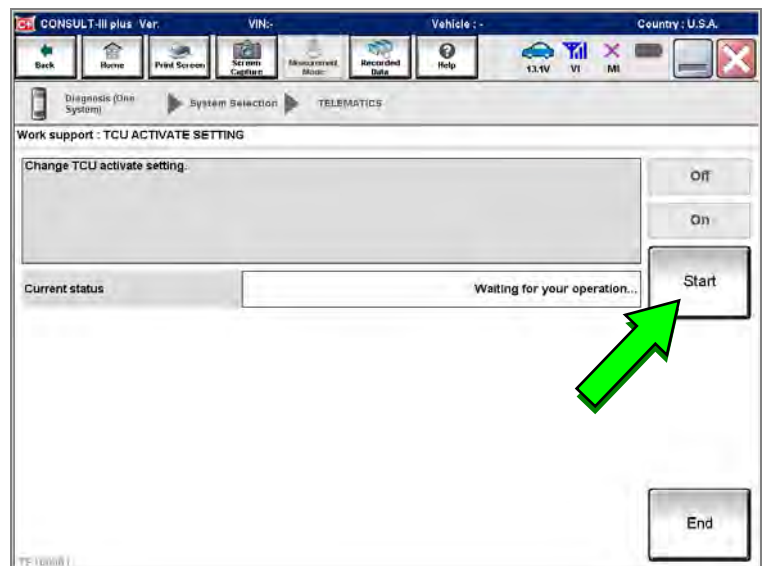 C+ CONSULT-III plus Ver. VIN:- Vehicle : - Country : U.S.A.
Back Home Print Screen Screen Capture Measurement Mode Recorded Data Help 13.1V VI MI
Diagnosis (One System) System Selection TELEMATICS
Work support : TCU ACTIVATE SETTING
Change TCU activate setting.
Off
On
Current status Waiting for your operation... Start
End